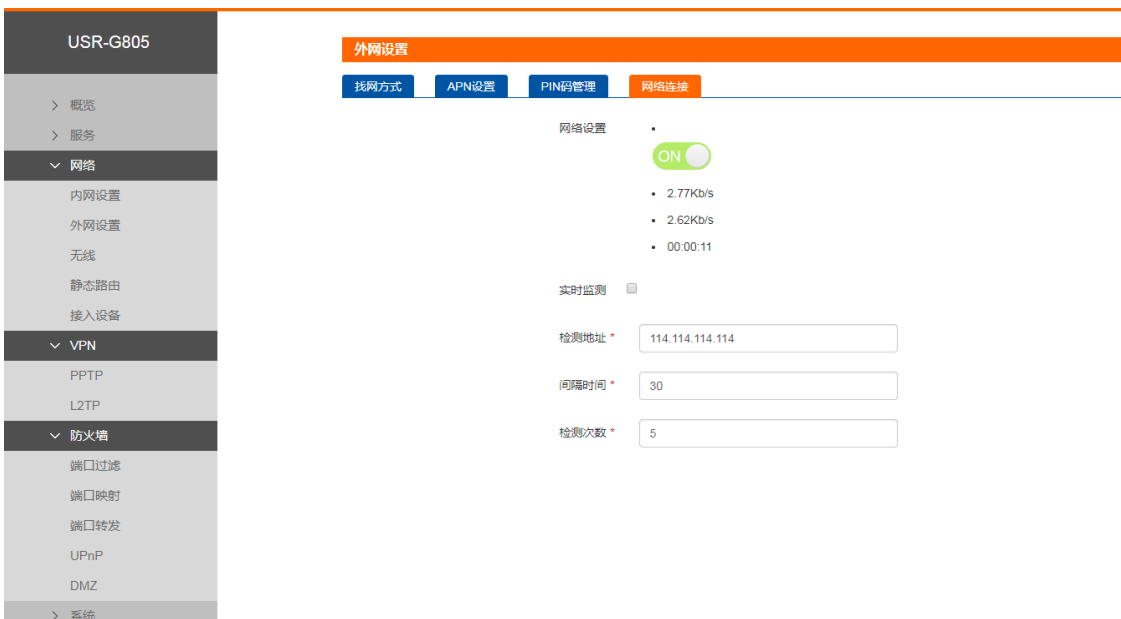 USR-G805
概览
服务
网络
内网设置
外网设置
无线
静态路由
接入设备
VPN
PPTP
L2TP
防火墙
端口过滤
端口映射
端口转发
UPnP
DMZ
系统
外网设置
找网方式 APN设置 PIN码管理 网络连接
网络设置
ON
2.77Kb/s
2.62Kb/s
00:00:11
实时监测
检测地址 * 114.114.114.114
间隔时间 * 30
检测次数 * 5